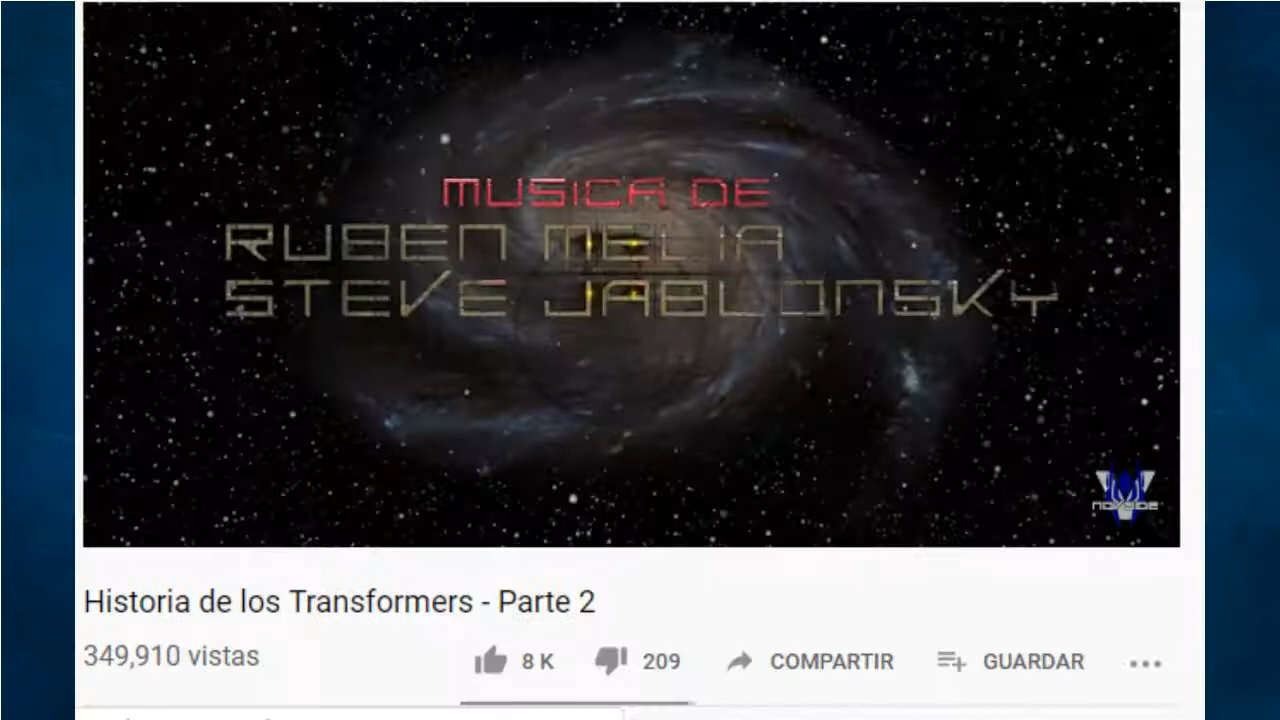 MUSICA DE
RUBEN MELIA
STEVE JABLONSKY
Historia de los Transformers - Parte 2
349,910 vistas
8 K
209
COMPARTIR
GUARDAR